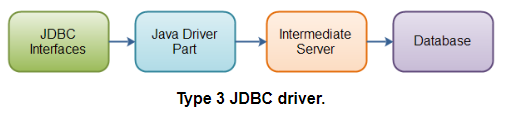 JDBC
Interfaces
Java Driver
Part
Intermediate
Server
Database
Type 3 JDBC driver.